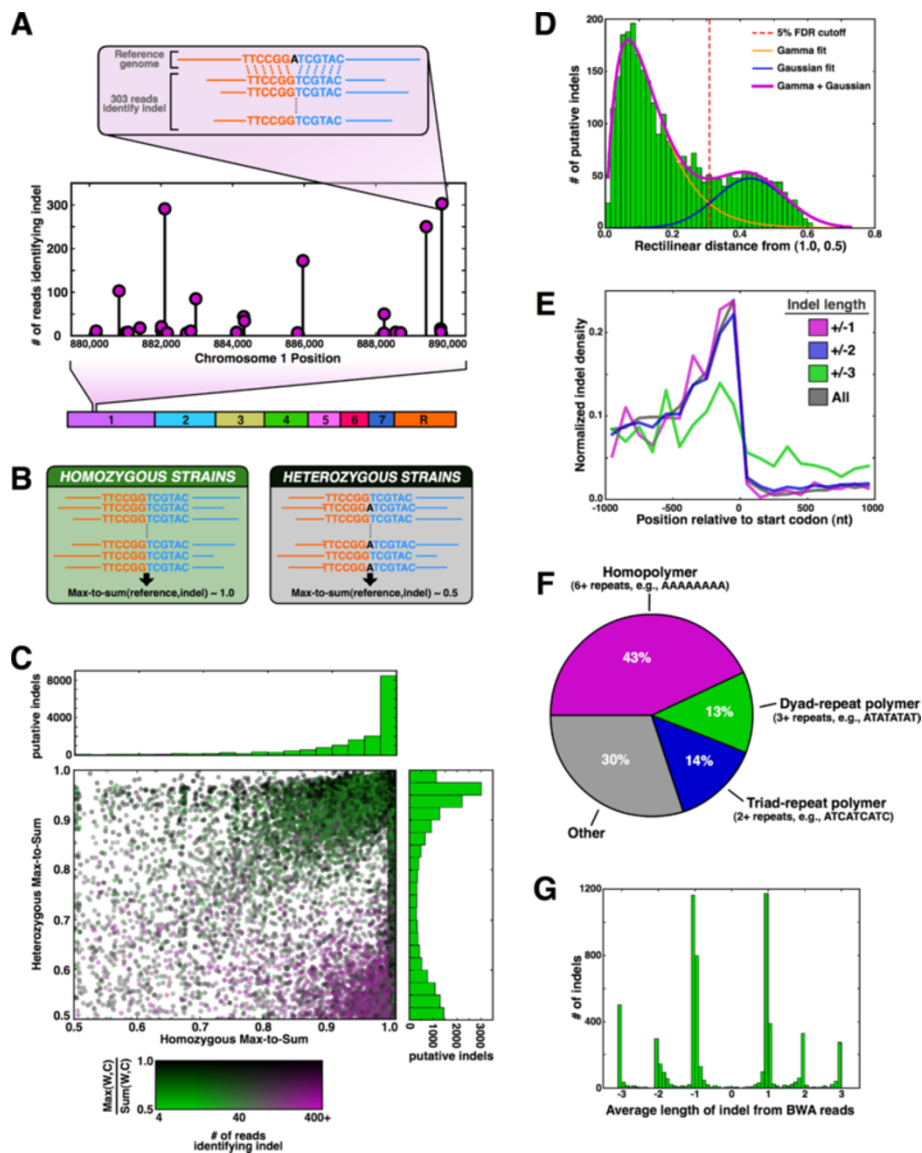 A
Reference
genome
TTCCGGATCGTAC
303 reads
identify indel
TTCCGGTCGTAC
TTCCGGTCGTAC
TTCCGGTCGTAC
# of reads identifying indel
300
200
100
0
880,000
882,000
884,000
886,000
888,000
890,000
Chromosome 1 Position
1 2 3 4 5 6 7 R
B
HOMOZYGOUS STRAINS
TTCCGGTCGTAC
TTCCGGTCGTAC
TTCCGGTCGTAC
TTCCGGTCGTAC
TTCCGGTCGTAC
TTCCGGTCGTAC
Max-to-sum(reference,indel) ~ 1.0
HETEROZYGOUS STRAINS
TTCCGGTCGTAC
TTCCGGATCGTAC
TTCCGGTCGTAC
TTCCGGATCGTAC
TTCCGGTCGTAC
TTCCGGATCGTAC
Max-to-sum(reference,indel) ~ 0.5
C
putative indels
8000
4000
0
Heterozygous Max-to-Sum
1.0
0.9
0.8
0.7
0.6
0.5
0.5 0.6 0.7 0.8 0.9 1.0
Homozygous Max-to-Sum
0 1000 2000 3000
putative indels
Max(W,C)
Sum(W,C)
1.0
0.5
4 40 400+
# of reads
identifying indel
D
# of putative indels
200
150
100
50
0
0.0 0.2 0.4 0.6 0.8
Rectilinear distance from (1.0, 0.5)
5% FDR cutoff
Gamma fit
Gaussian fit
Gamma + Gaussian
E
Normalized indel density
0.2
0.1
0.0
-1000 -500 0 500 1000
Position relative to start codon (nt)
Indel length
+/-1
+/-2
+/-3
All
F
Homopolymer
(6+ repeats, e.g., AAAAAAAA)
43%
Dyad-repeat polymer
(3+ repeats, e.g., ATATATAT)
13%
14%
Triad-repeat polymer
(2+ repeats, e.g., ATCATCATC)
30%
Other
G
# of indels
1200
800
400
0
-3 -2 -1 0 1 2 3
Average length of indel from BWA reads